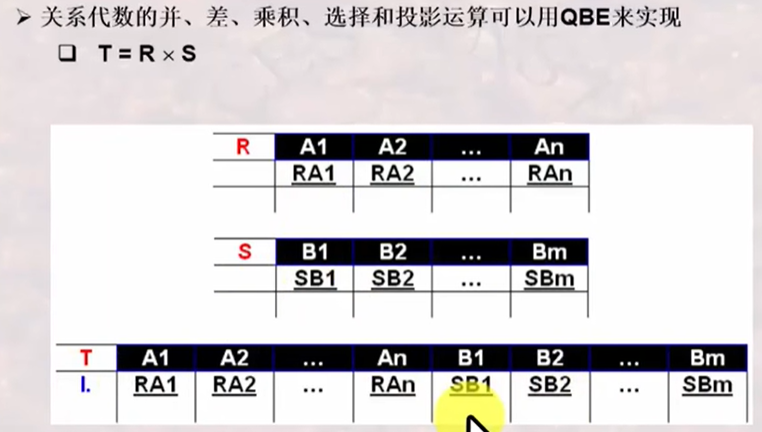 ➢ 关系代数的并、差、乘积、选择和投影运算可以用QBE来实现
❑ T = R × S
R A1 A2 ... An
RA1 RA2 ... RAn
S B1 B2 ... Bm
SB1 SB2 ... SBm
T A1 A2 ... An B1 B2 ... Bm
I. RA1 RA2 ... RAn SB1 SB2 ... SBm